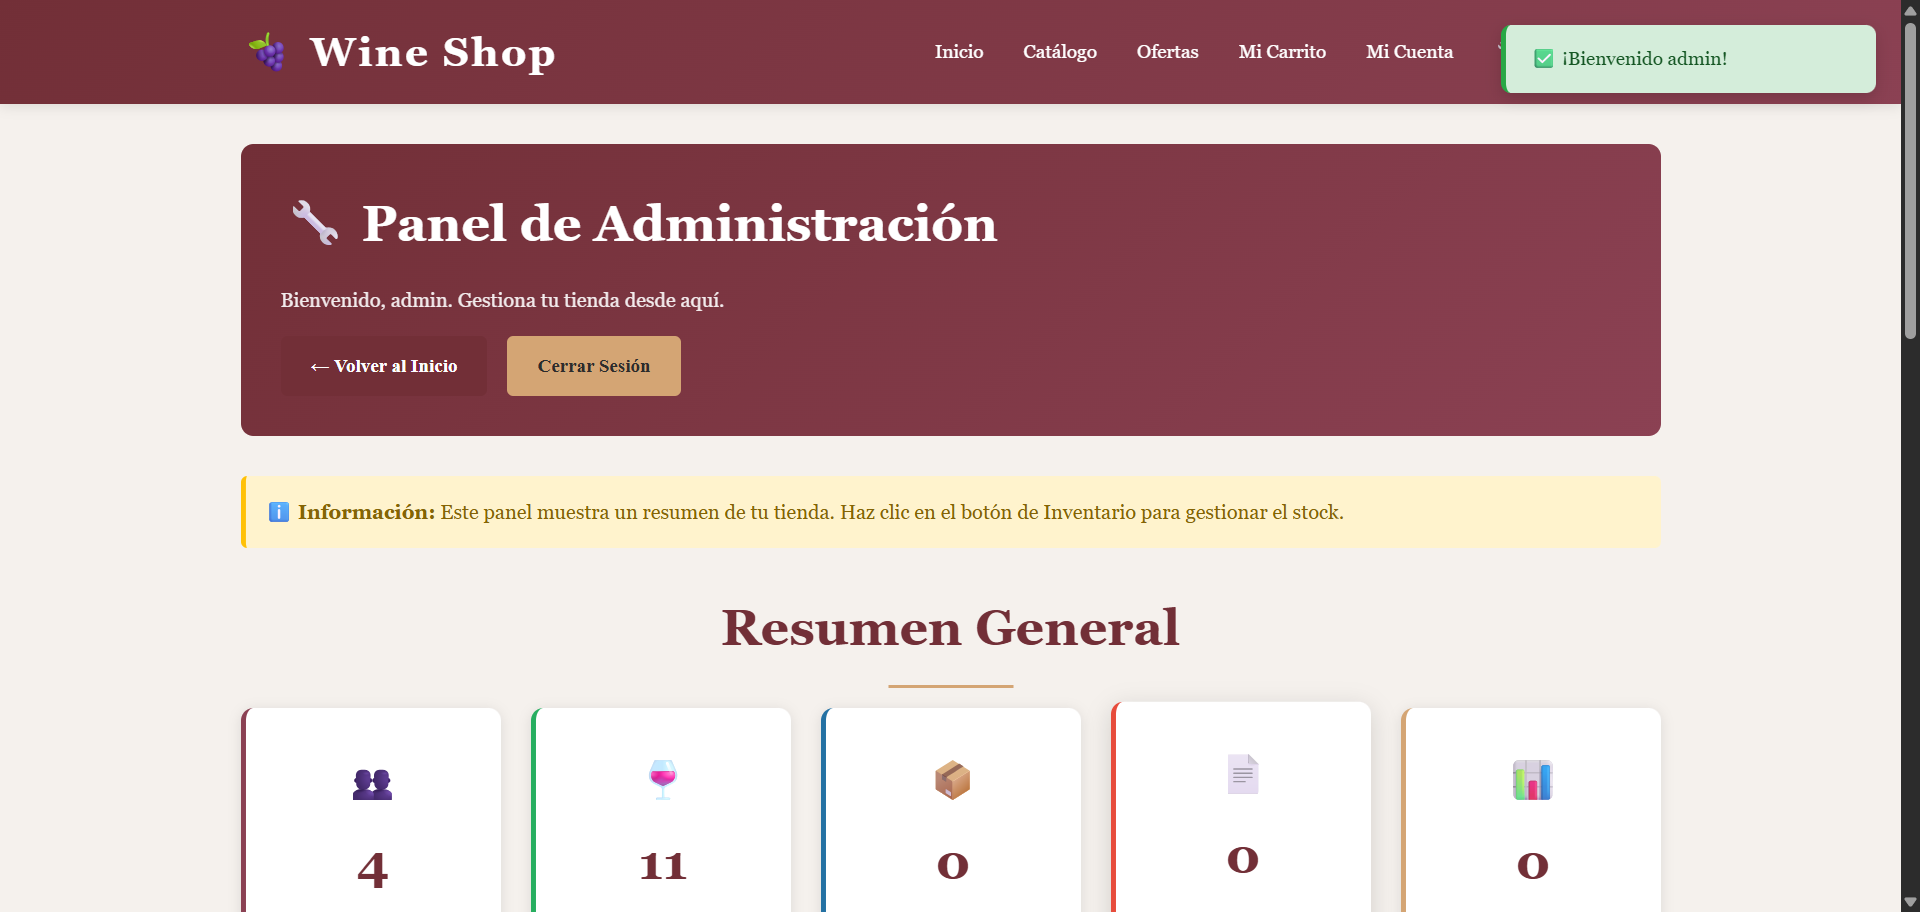 Wine Shop
Inicio Catálogo Ofertas Mi Carrito Mi Cuenta
¡Bienvenido admin!
Panel de Administración
Bienvenido, admin. Gestiona tu tienda desde aquí.
← Volver al Inicio Cerrar Sesión
Información: Este panel muestra un resumen de tu tienda. Haz clic en el botón de Inventario para gestionar el stock.
Resumen General
4 11 0 0 0